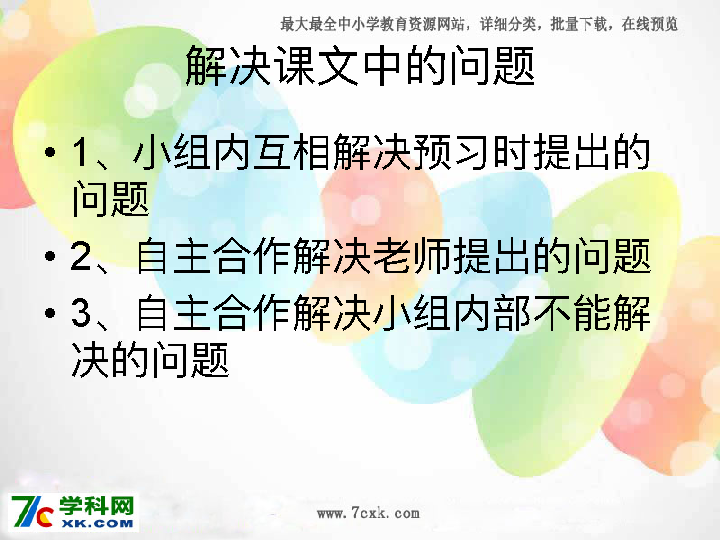 最大最全中小学教育资源网站，详细分类，批量下载，在线预览
解决课文中的问题
• 1、小组内互相解决预习时提出的
问题
• 2、自主合作解决老师提出的问题
• 3、自主合作解决小组内部不能解
决的问题
7c学科网
XK.COM
www.7cxk.com